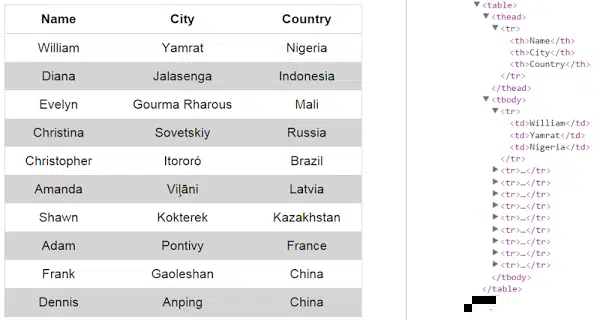 Name City Country
William Yamrat Nigeria
Diana Jalasenga Indonesia
Evelyn Gourma Rharous Mali
Christina Sovetskiy Russia
Christopher Itororó Brazil
Amanda Viļāni Latvia
Shawn Kokterek Kazakhstan
Adam Pontivy France
Frank Gaoleshan China
Dennis Anping China
▼<table>
▼<thead>
▼<tr>
<th>Name</th>
<th>City</th>
<th>Country</th>
</tr>
</thead>
▼<tbody>
▼<tr>
<td>William</td>
<td>Yamrat</td>
<td>Nigeria</td>
</tr>
▶<tr>…</tr>
▶<tr>…</tr>
▶<tr>…</tr>
▶<tr>…</tr>
▶<tr>…</tr>
▶<tr>…</tr>
▶<tr>…</tr>
▶<tr>…</tr>
▶<tr>…</tr>
</tbody>
</table>